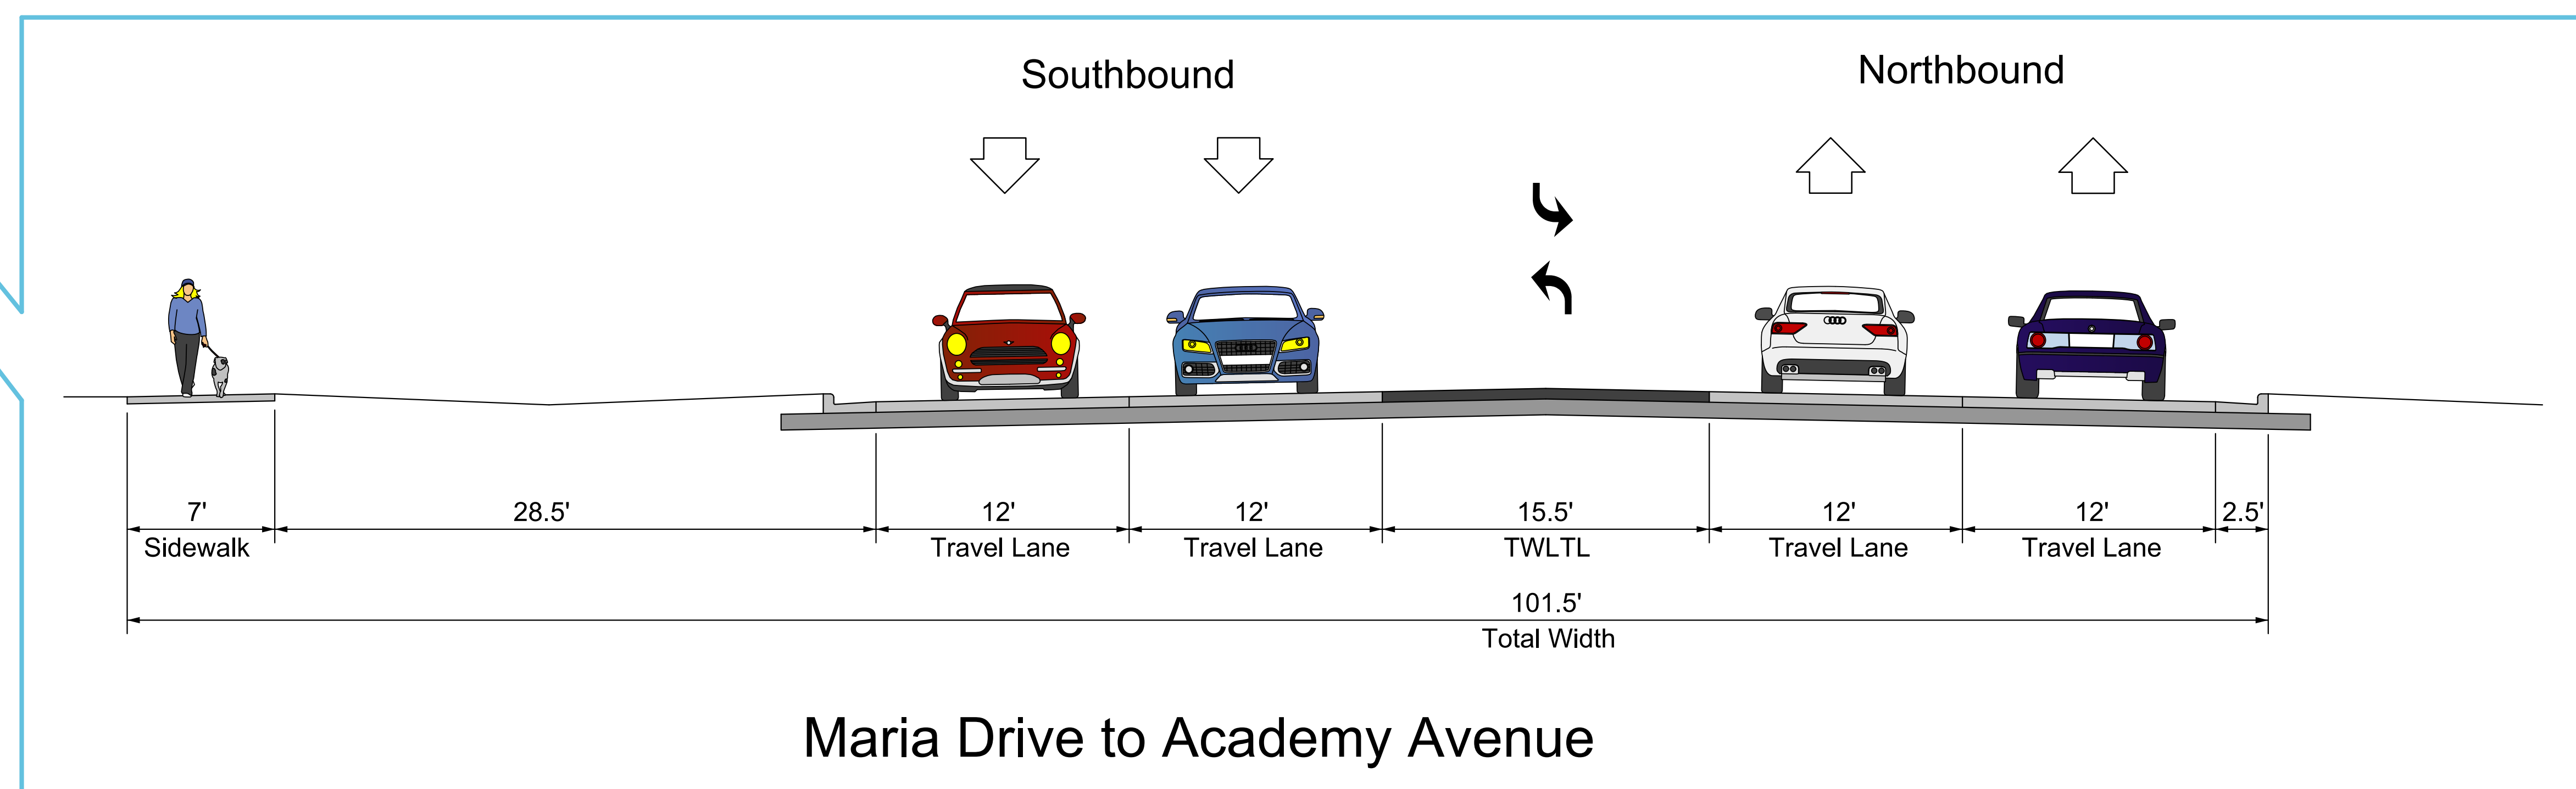 Southbound
Northbound
7'
28.5'
12'
12'
15.5'
12'
12'
2.5'
Sidewalk
Travel Lane
Travel Lane
TWLTL
Travel Lane
Travel Lane
101.5'
Total Width
Maria Drive to Academy Avenue